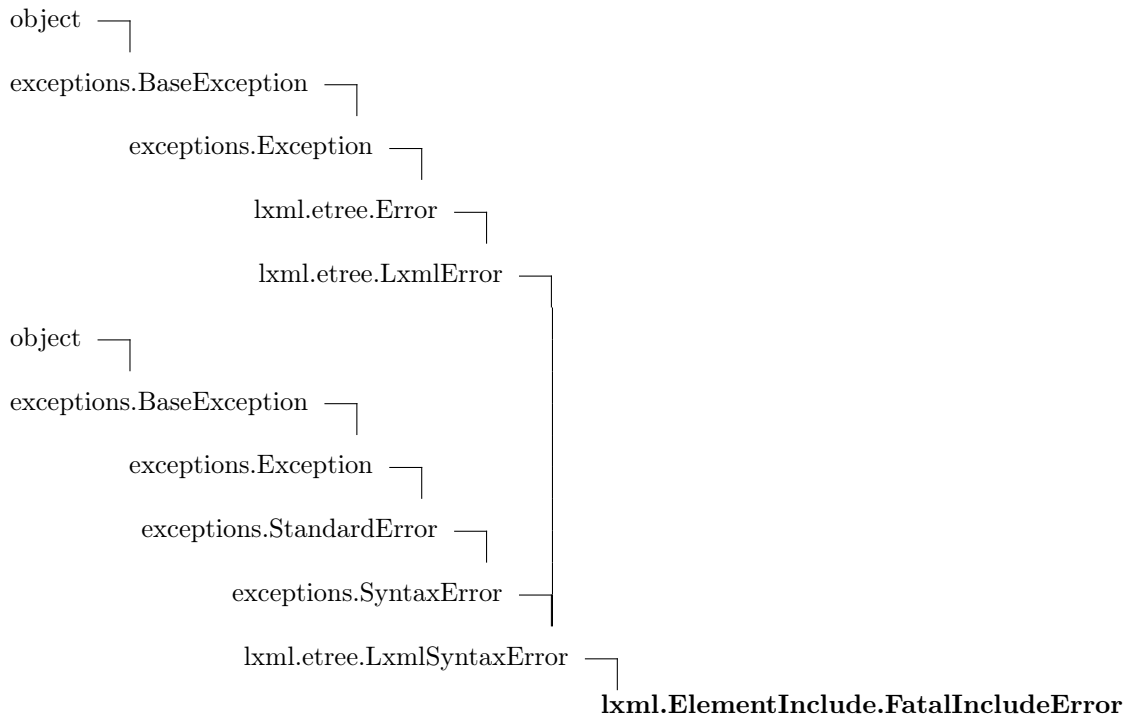 object
exceptions.BaseException
exceptions.Exception
lxml.etree.Error
lxml.etree.LxmlError
object
exceptions.BaseException
exceptions.Exception
exceptions.StandardError
exceptions.SyntaxError
lxml.etree.LxmlSyntaxError
lxml.ElementInclude.FatalIncludeError